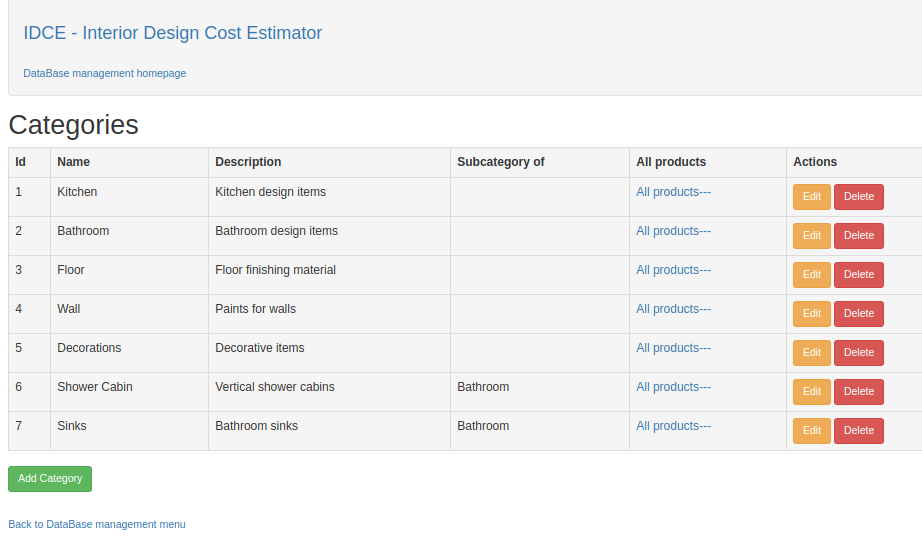 IDCE - Interior Design Cost Estimator
DataBase management homepage
Categories
Id Name Description Subcategory of All products Actions
1 Kitchen Kitchen design items All products--- Edit Delete
2 Bathroom Bathroom design items All products--- Edit Delete
3 Floor Floor finishing material All products--- Edit Delete
4 Wall Paints for walls All products--- Edit Delete
5 Decorations Decorative items All products--- Edit Delete
6 Shower Cabin Vertical shower cabins Bathroom All products--- Edit Delete
7 Sinks Bathroom sinks Bathroom All products--- Edit Delete
Add Category
Back to DataBase management menu